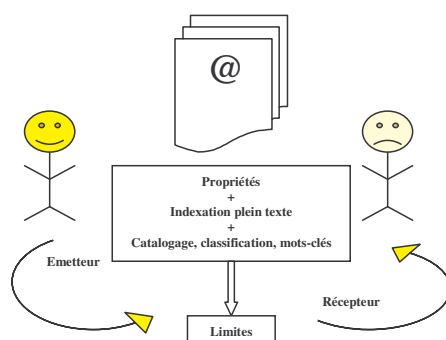 @
Propriétés
+
Indexation plein texte
+
Catalogage, classification, mots-clés
Emetteur
Récepteur
Limites